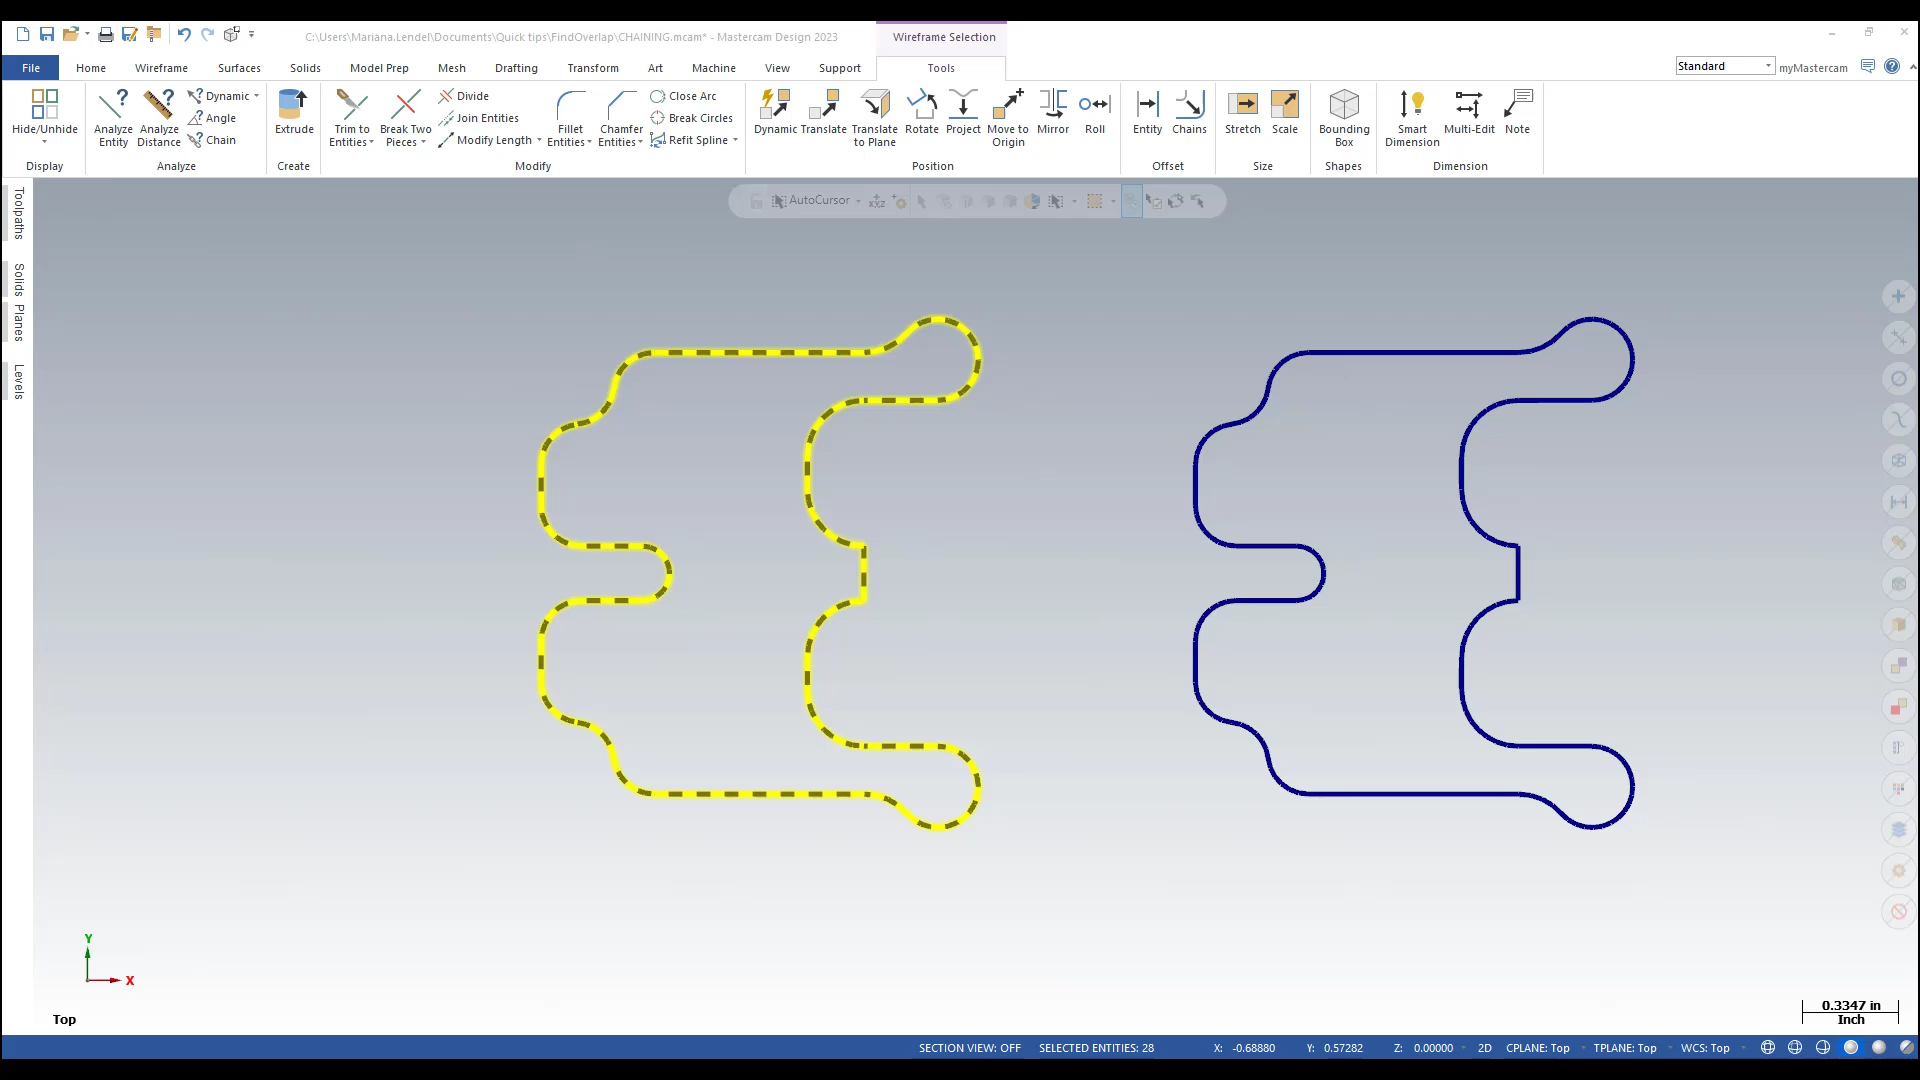 C:\Users\Mariana.Lendel\Documents\Quick tips\FindOverlap\CHAINING.mcam* - Mastercam Design 2023
Wireframe Selection
File Home Wireframe Surfaces Solids Model Prep Mesh Drafting Transform Art Machine View Support Tools
Standard myMastercam
Hide/Unhide
Display
Analyze Entity
Analyze Distance
Dynamic
Angle
Chain
Analyze
Extrude
Create
Trim to Entities
Break Two Pieces
Divide
Join Entities
Modify Length
Fillet Entities
Chamfer Entities
Close Arc
Break Circles
Refit Spline
Modify
Dynamic
Translate
Translate to Plane
Rotate
Project
Move to Origin
Mirror
Roll
Position
Entity
Chains
Offset
Stretch
Scale
Size
Bounding Box
Shapes
Smart Dimension
Multi-Edit
Note
Dimension
AutoCursor
XYZ
Toolpaths
Solids
Planes
Levels
Y
X
Top
0.3347 in
Inch
SECTION VIEW: OFF SELECTED ENTITIES: 28 X: -0.68880 Y: 0.57282 Z: 0.00000 2D CPLANE: Top TPLANE: Top WCS: Top